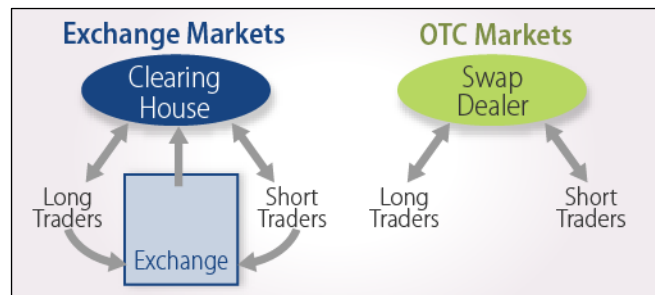 Exchange Markets
Clearing
House
Long
Traders
Short
Traders
Exchange
OTC Markets
Swap
Dealer
Long
Traders
Short
Traders